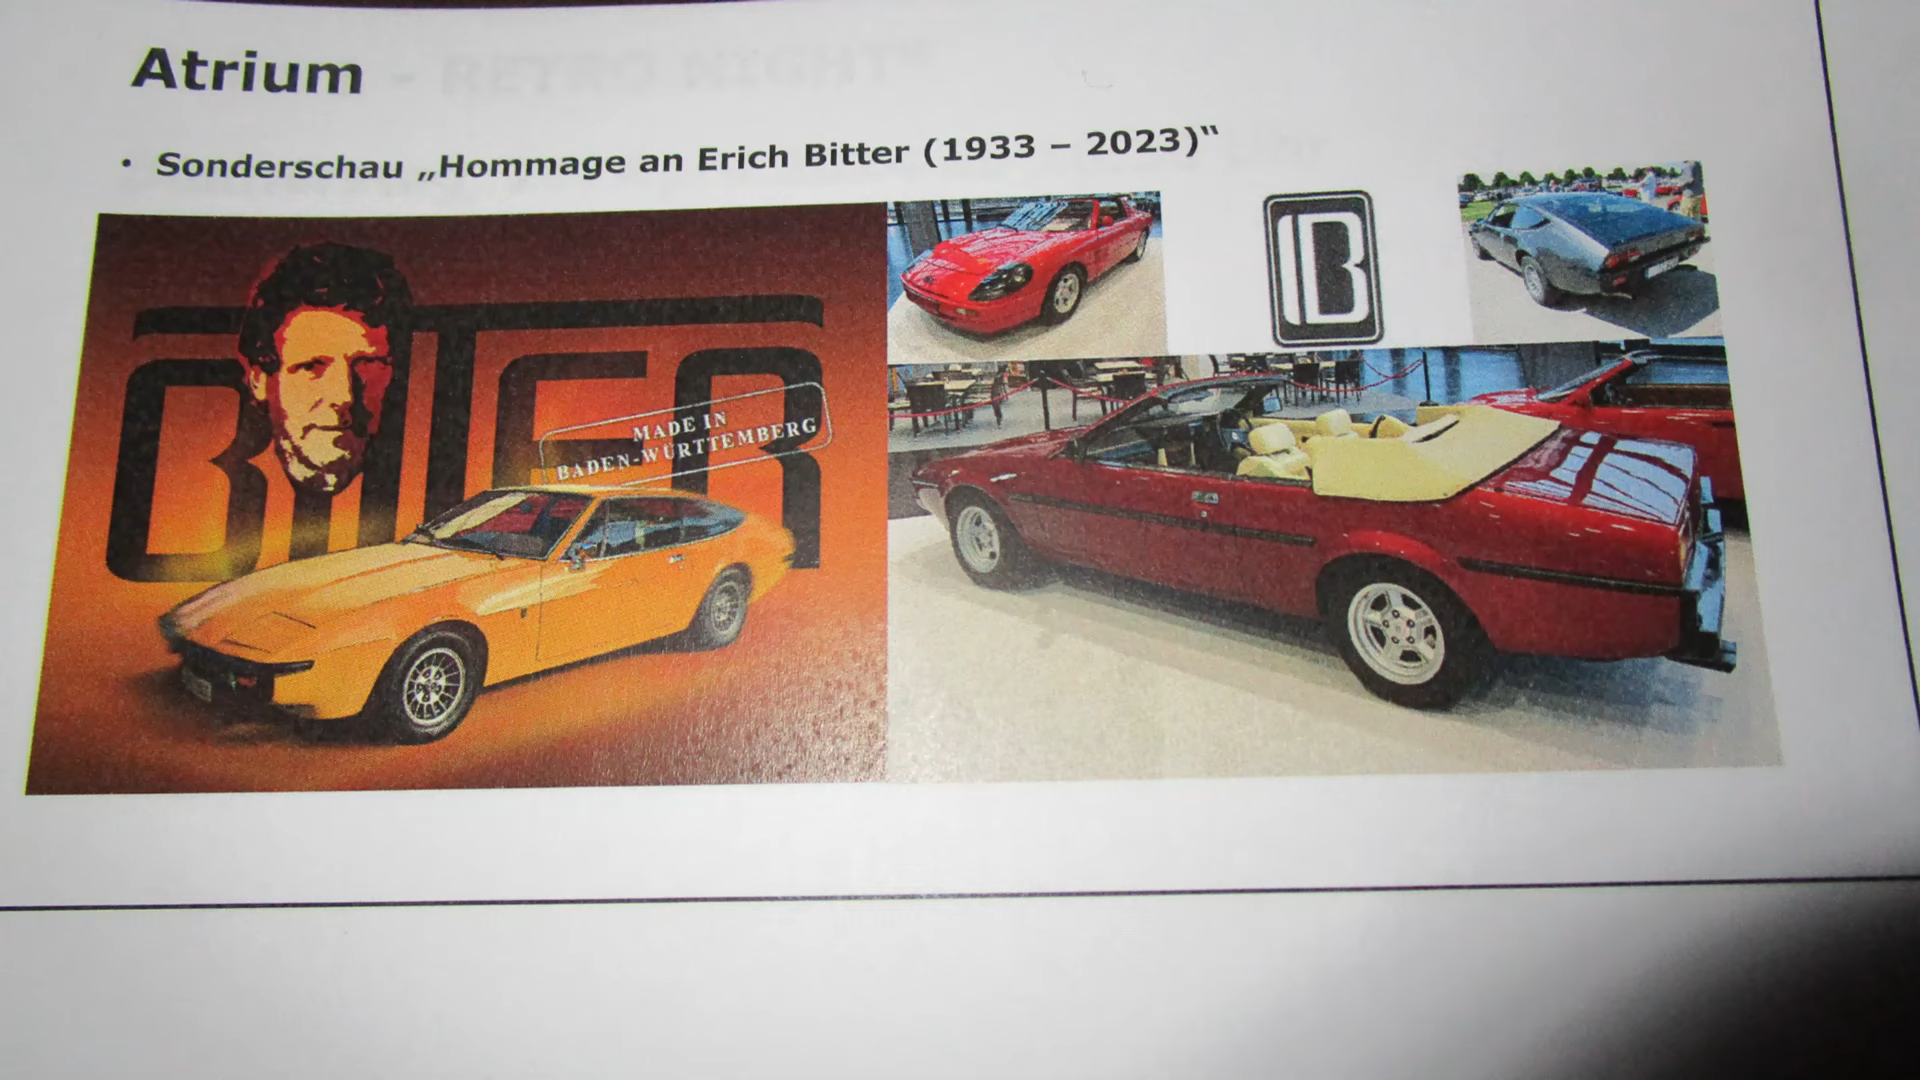 Atrium
• Sonderschau „Hommage an Erich Bitter (1933 – 2023)“
BITTER
MADE IN
BADEN-WÜRTTEMBERG
B